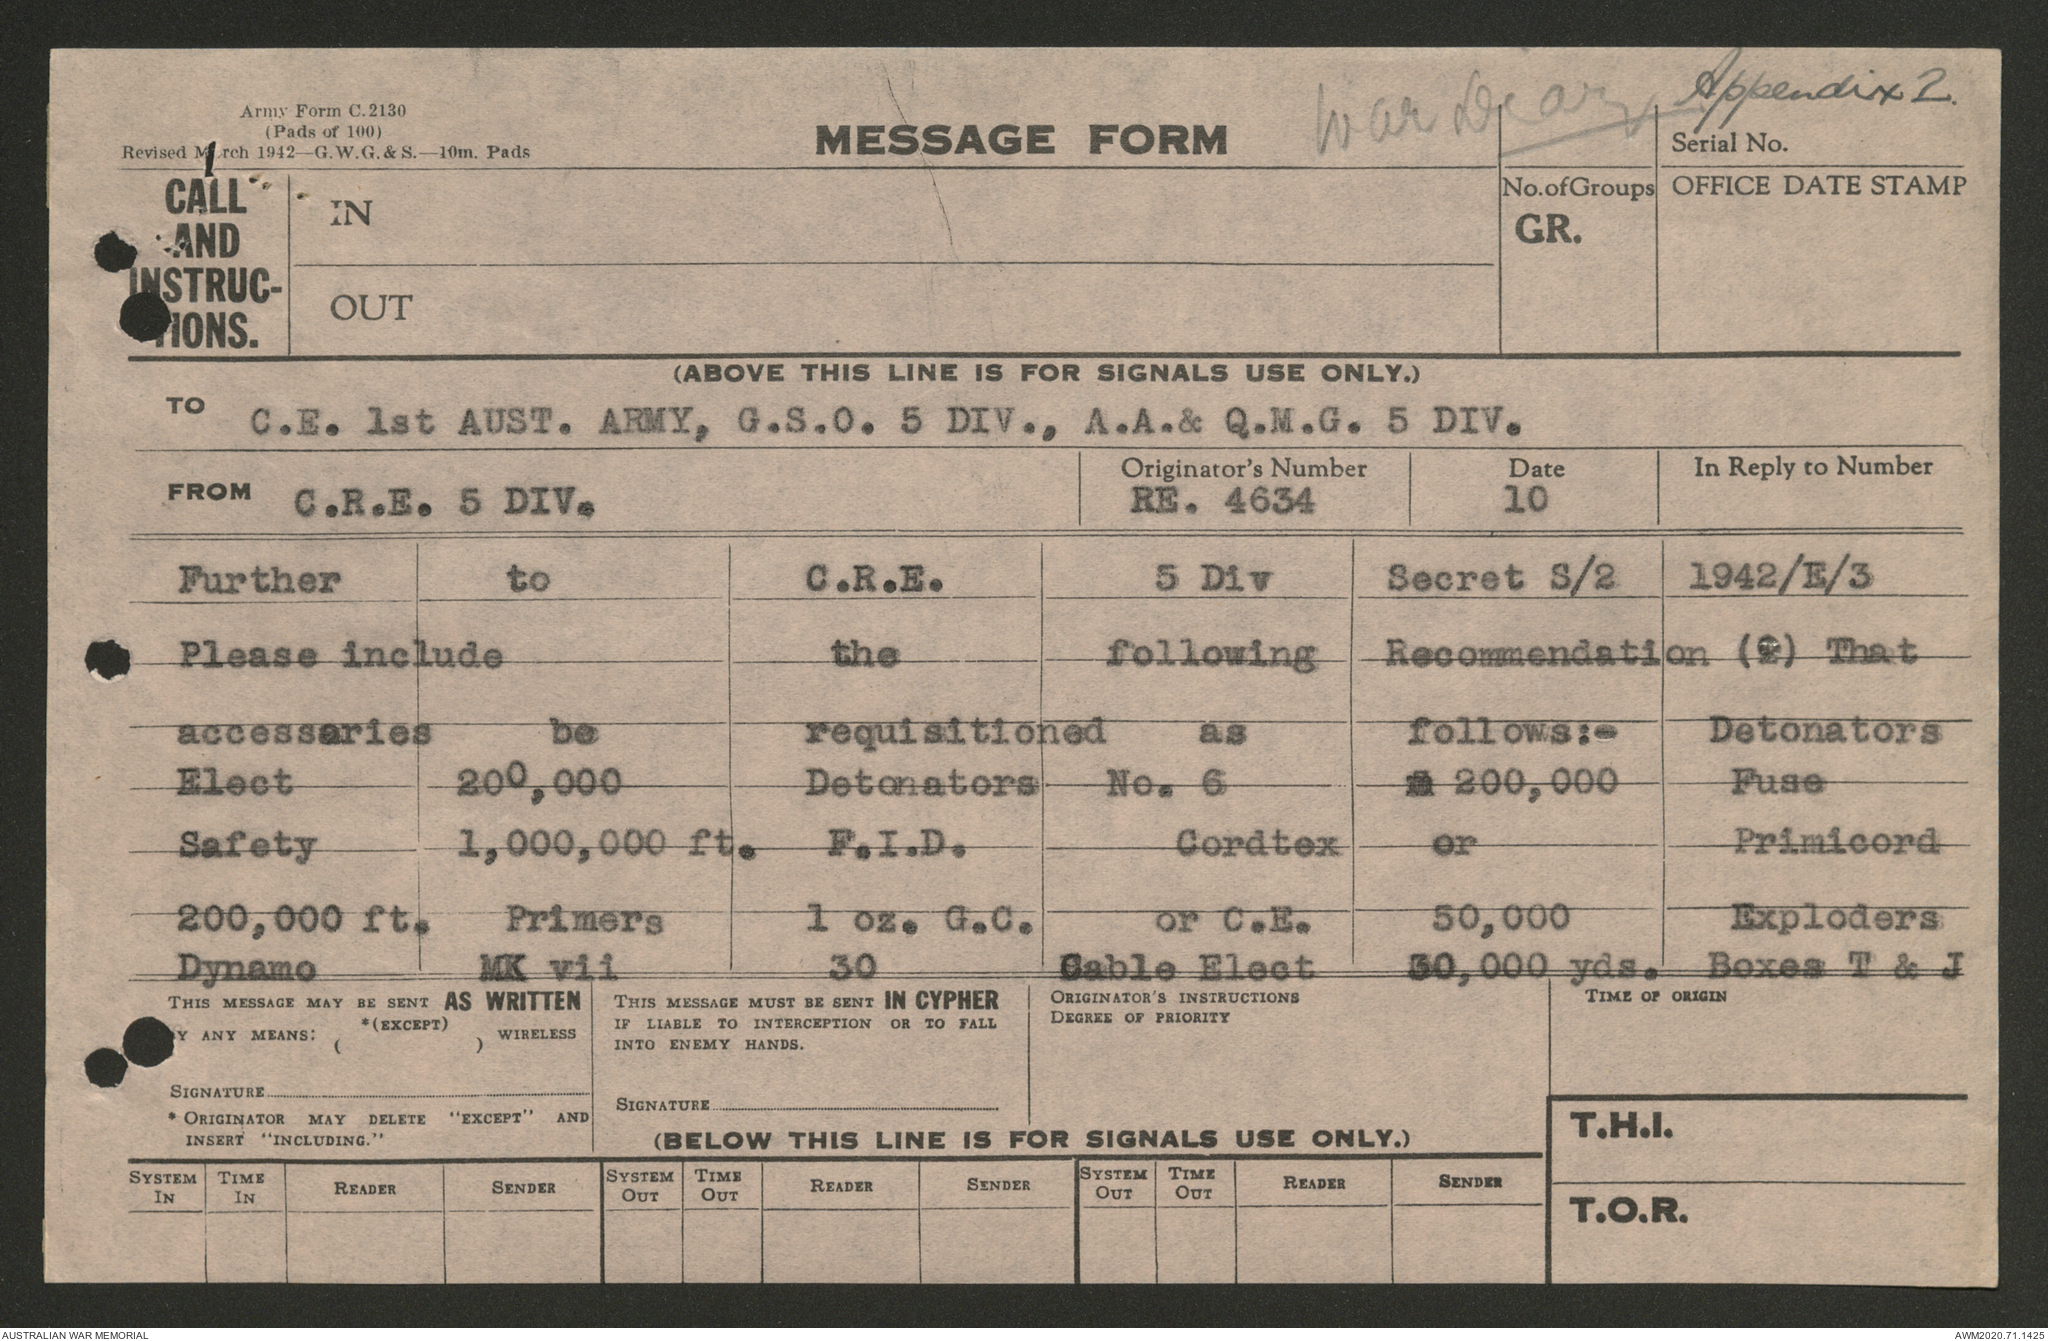 War Diary Appendix 2.
Army Form C.2130
(Pads of 100)
Revised March 1942—G.W.G.& S.—10m. Pads
MESSAGE FORM
Serial No.
CALL
AND
INSTRUC-
TIONS.
IN
OUT
No. of Groups
GR.
OFFICE DATE STAMP
(ABOVE THIS LINE IS FOR SIGNALS USE ONLY.)
TO C.E. 1st AUST. ARMY, G.S.O. 5 DIV., A.A.& Q.M.G. 5 DIV.
FROM C.R.E. 5 DIV.
Originator's Number
RE. 4634
Date
10
In Reply to Number
Further to C.R.E. 5 Div Secret S/2 1942/E/3
Please include the following Recommendation ( ) That
accessories be requisitioned as follows:- Detonators
Elect 200,000 Detonators No. 6 200,000 Fuse
Safety 1,000,000 ft. F.I.D. Cordtex or Primicord
200,000 ft. Primers 1 oz. G.C. or C.E. 50,000 Exploders
Dynamo MK vii 30 Cable Elect 30,000 yds. Boxes T & J
THIS MESSAGE MAY BE SENT AS WRITTEN
BY ANY MEANS: *(EXCEPT) ( ) WIRELESS
SIGNATURE
* ORIGINATOR MAY DELETE "EXCEPT" AND
INSERT "INCLUDING."
THIS MESSAGE MUST BE SENT IN CYPHER
IF LIABLE TO INTERCEPTION OR TO FALL
INTO ENEMY HANDS.
SIGNATURE
ORIGINATOR'S INSTRUCTIONS
DEGREE OF PRIORITY
TIME OF ORIGIN
(BELOW THIS LINE IS FOR SIGNALS USE ONLY.)
T.H.I.
T.O.R.
SYSTEM IN TIME IN READER SENDER SYSTEM OUT TIME OUT READER SENDER SYSTEM OUT TIME OUT READER SENDER
AUSTRALIAN WAR MEMORIAL AWM2020.71.1425